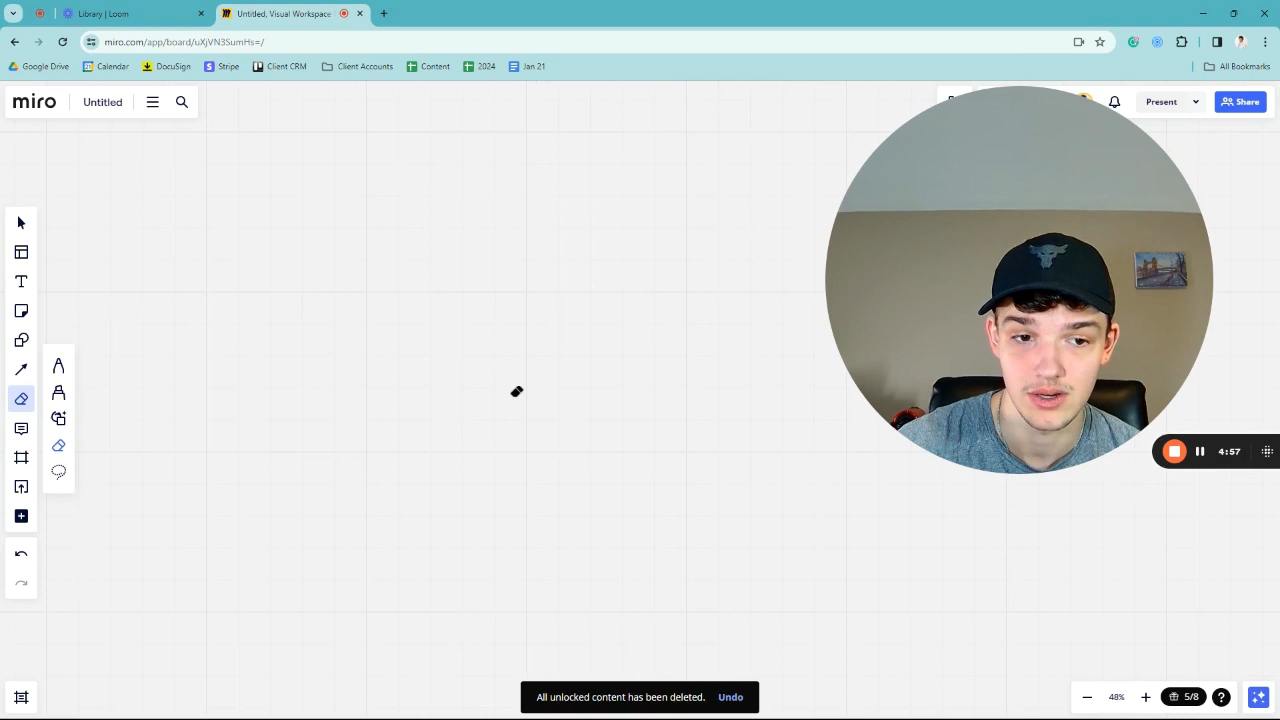 Library | Loom
Untitled, Visual Workspace
miro.com/app/board/uXjVN3SumHs=/
Google Drive
Calendar
DocuSign
Stripe
Client CRM
Client Accounts
Content
2024
Jan 21
All Bookmarks
miro
Untitled
Present
Share
4:57
All unlocked content has been deleted. Undo
48%
5/8
?